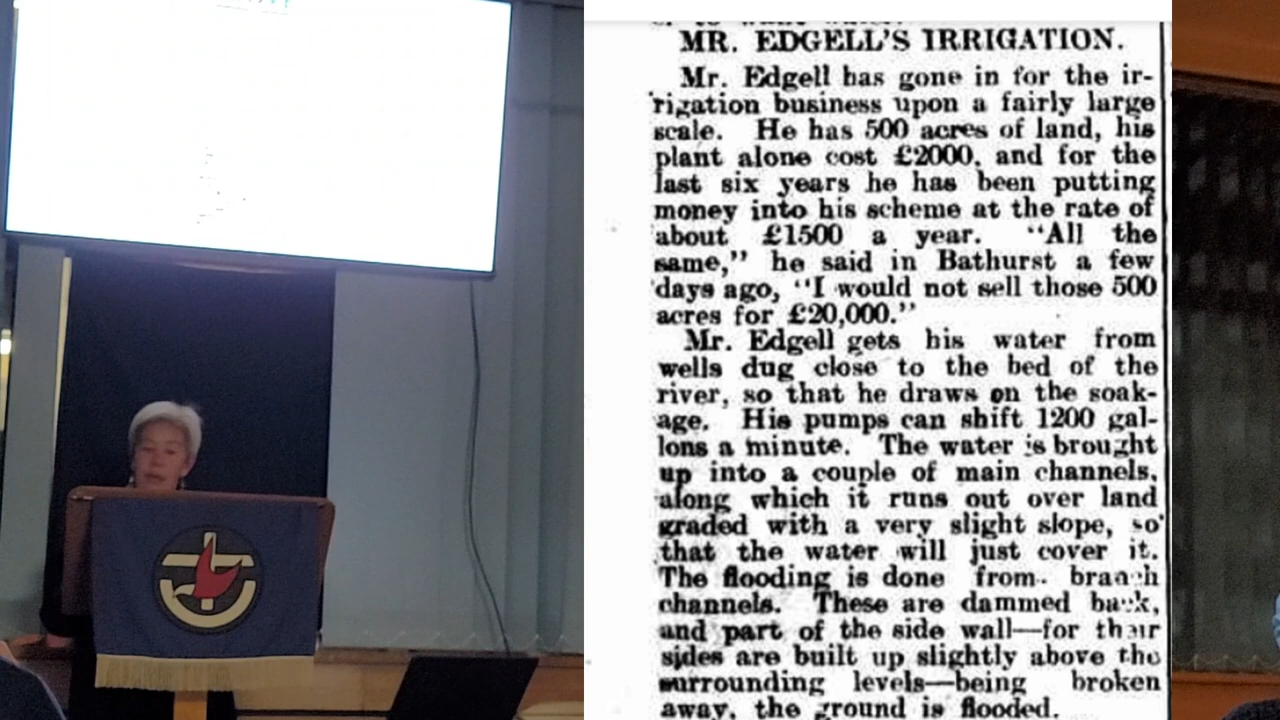 MR. EDGELL'S IRRIGATION.
Mr. Edgell has gone in for the ir-
rigation business upon a fairly large
scale. He has 500 acres of land, his
plant alone cost £2000, and for the
last six years he has been putting
money into his scheme at the rate of
about £1500 a year. "All the
same," he said in Bathurst a few
days ago, "I would not sell those 500
acres for £20,000."
Mr. Edgell gets his water from
wells dug close to the bed of the
river, so that he draws on the soak-
age. His pumps can shift 1200 gal-
lons a minute. The water is brought
up into a couple of main channels,
along which it runs out over land
graded with a very slight slope, so
that the water will just cover it.
The flooding is done from branch
channels. These are dammed back,
and part of the side wall—for their
sides are built up slightly above the
surrounding levels—being broken
away, the ground is flooded.